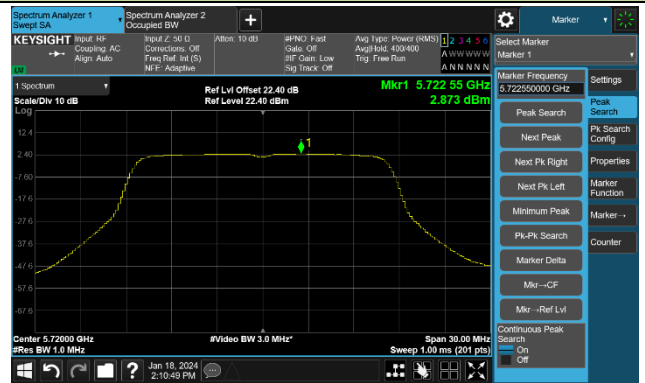 Spectrum Analyzer 1
Swept SA
Spectrum Analyzer 2
Occupied BW
Marker
KEYSIGHT
Input: RF
Coupling: AC
Align: Auto
Input Z: 50 Ω
Corrections: Off
Freq Ref: Int (S)
NFE: Adaptive
Atten: 10 dB
#PNO: Fast
Gate: Off
#IF Gain: Low
Sig Track: Off
Avg Type: Power (RMS)
Avg|Hold: 400/400
Trig: Free Run
1 2 3 4 5 6
A W W W W W
A N N N N N
Select Marker
Marker 1
1 Spectrum
Scale/Div 10 dB
Log
Ref Lvl Offset 22.40 dB
Ref Level 22.40 dBm
Mkr1 5.722 55 GHz
2.873 dBm
12.4
2.40
-7.60
-17.6
-27.6
-37.6
-47.6
-57.6
-67.6
1
Center 5.72000 GHz
#Res BW 1.0 MHz
#Video BW 3.0 MHz*
Span 30.00 MHz
Sweep 1.00 ms (201 pts)
Marker Frequency
5.722550000 GHz
Peak Search
Next Peak
Next Pk Right
Next Pk Left
Minimum Peak
Pk-Pk Search
Marker Delta
Mkr→CF
Mkr→Ref Lvl
Continuous Peak
Search
On
Off
Settings
Peak
Search
Pk Search
Config
Properties
Marker
Function
Marker→
Counter
Jan 18, 2024
2:10:49 PM